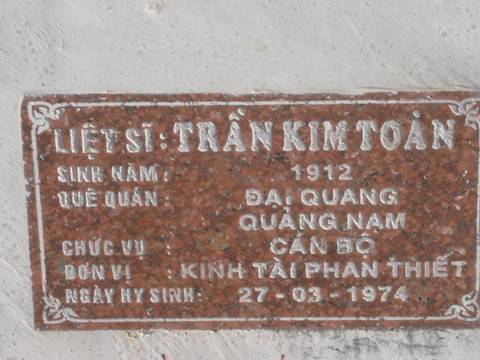 LIỆT SĨ: TRẦN KIM TOÀN
SINH NĂM: 1912
QUÊ QUÁN: ĐẠI QUANG
QUẢNG NAM
CHỨC VỤ : CÁN BỘ
ĐƠN VỊ : KINH TÀI PHAN THIẾT
NGÀY HY SINH: 27-03-1974